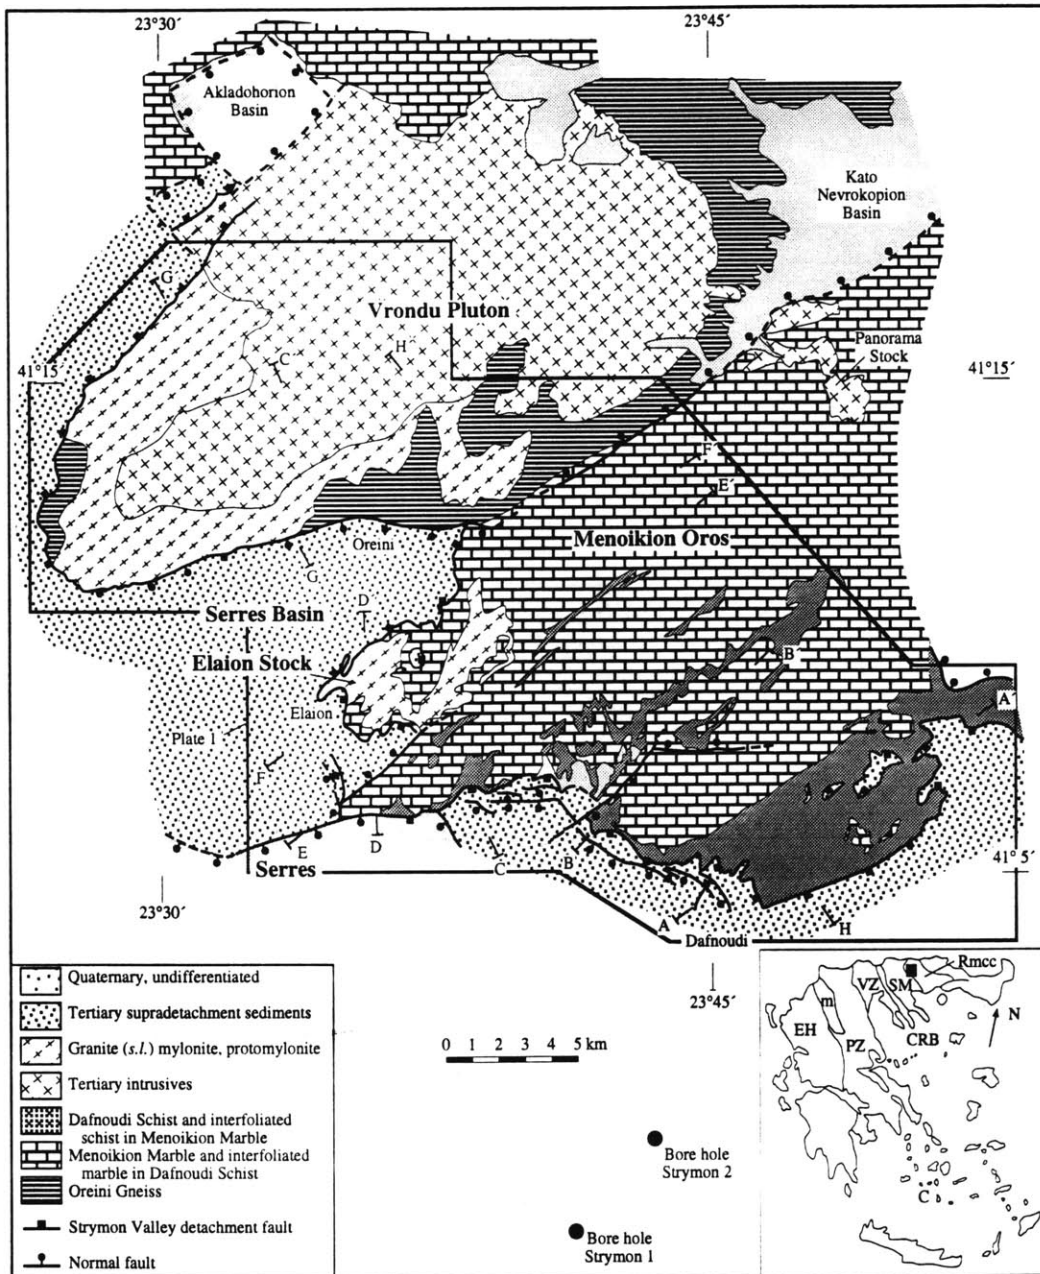 23°30´
23°45´
Akladohorion
Basin
Kato
Nevrokopion
Basin
G´
Vrondu Pluton
Panorama
Stock
C´
H´
41°15´
41°15´
F´
E´
Oreini
Menoikion Oros
G
D´
Serres Basin
Elaion Stock
B´
Elaion
A´
Plate 1
F
E
D
Serres
C
B
41°5´
23°30´
A
H
Dafnoudi
23°45´
Quaternary, undifferentiated
Tertiary supradetachment sediments
Granite (s.l.) mylonite, protomylonite
Tertiary intrusives
Dafnoudi Schist and interfoliated
schist in Menoikion Marble
Menoikion Marble and interfoliated
marble in Dafnoudi Schist
Oreini Gneiss
Strymon Valley detachment fault
Normal fault
0 1 2 3 4 5 km
Bore hole
Strymon 2
Bore hole
Strymon 1
Rmcc
VZ
SM
m
N
EH
PZ
CRB
C